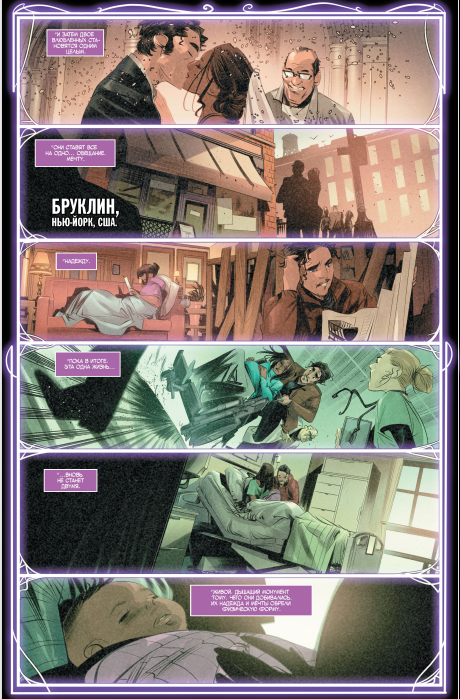 "И ЗАТЕМ ДВОЕ
ВЛЮБЛЕННЫХ СТА-
НОВЯТСЯ ОДНИМ
ЦЕЛЫМ.
"ОНИ СТАВЯТ ВСЕ
НА ОДНО... ОБЕЩАНИЕ.
МЕЧТУ.
БРУКЛИН,
НЬЮ-ЙОРК, США.
"НАДЕЖДУ.
"ПОКА В ИТОГЕ,
ЭТА ОДНА ЖИЗНЬ...
"...ВНОВЬ
НЕ СТАНЕТ
ДВУМЯ.
"ЖИВОЙ, ДЫШАЩИЙ МОНУМЕНТ
ТОМУ, ЧЕГО ОНИ ДОБИВАЛИСЬ.
ИХ НАДЕЖДА И МЕЧТЫ ОБРЕЛИ
ФИЗИЧЕСКУЮ ФОРМУ.